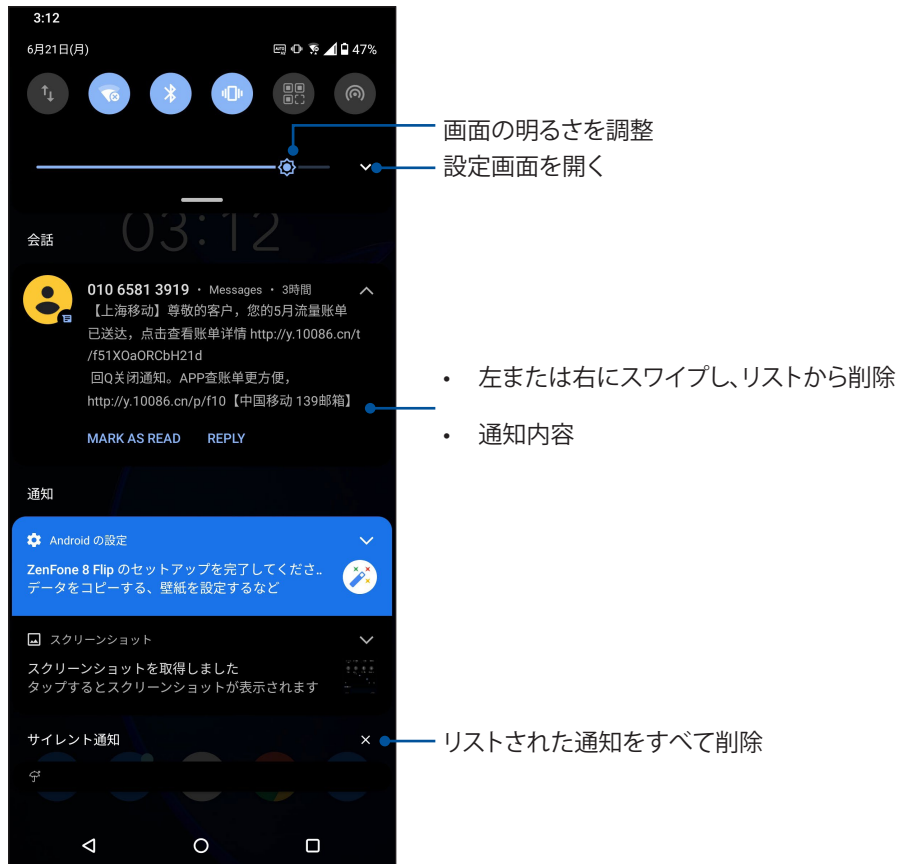 3:12
6月21日(月)
47%
画面の明るさを調整
設定画面を開く
03:12
会話
010 6581 3919 • Messages • 3時間
【上海移动】尊敬的客户，您的5月流量账单
已送达，点击查看账单详情 http://y.10086.cn/t
/f51XOaORCbH21d
回Q关闭通知。APP查账单更方便，
http://y.10086.cn/p/f10【中国移动 139邮箱】
MARK AS READ REPLY
• 左または右にスワイプし、リストから削除
• 通知内容
通知
Android の設定
ZenFone 8 Flip のセットアップを完了してくださ..
データをコピーする、壁紙を設定するなど
スクリーンショット
スクリーンショットを取得しました
タップするとスクリーンショットが表示されます
サイレント通知
リストされた通知をすべて削除